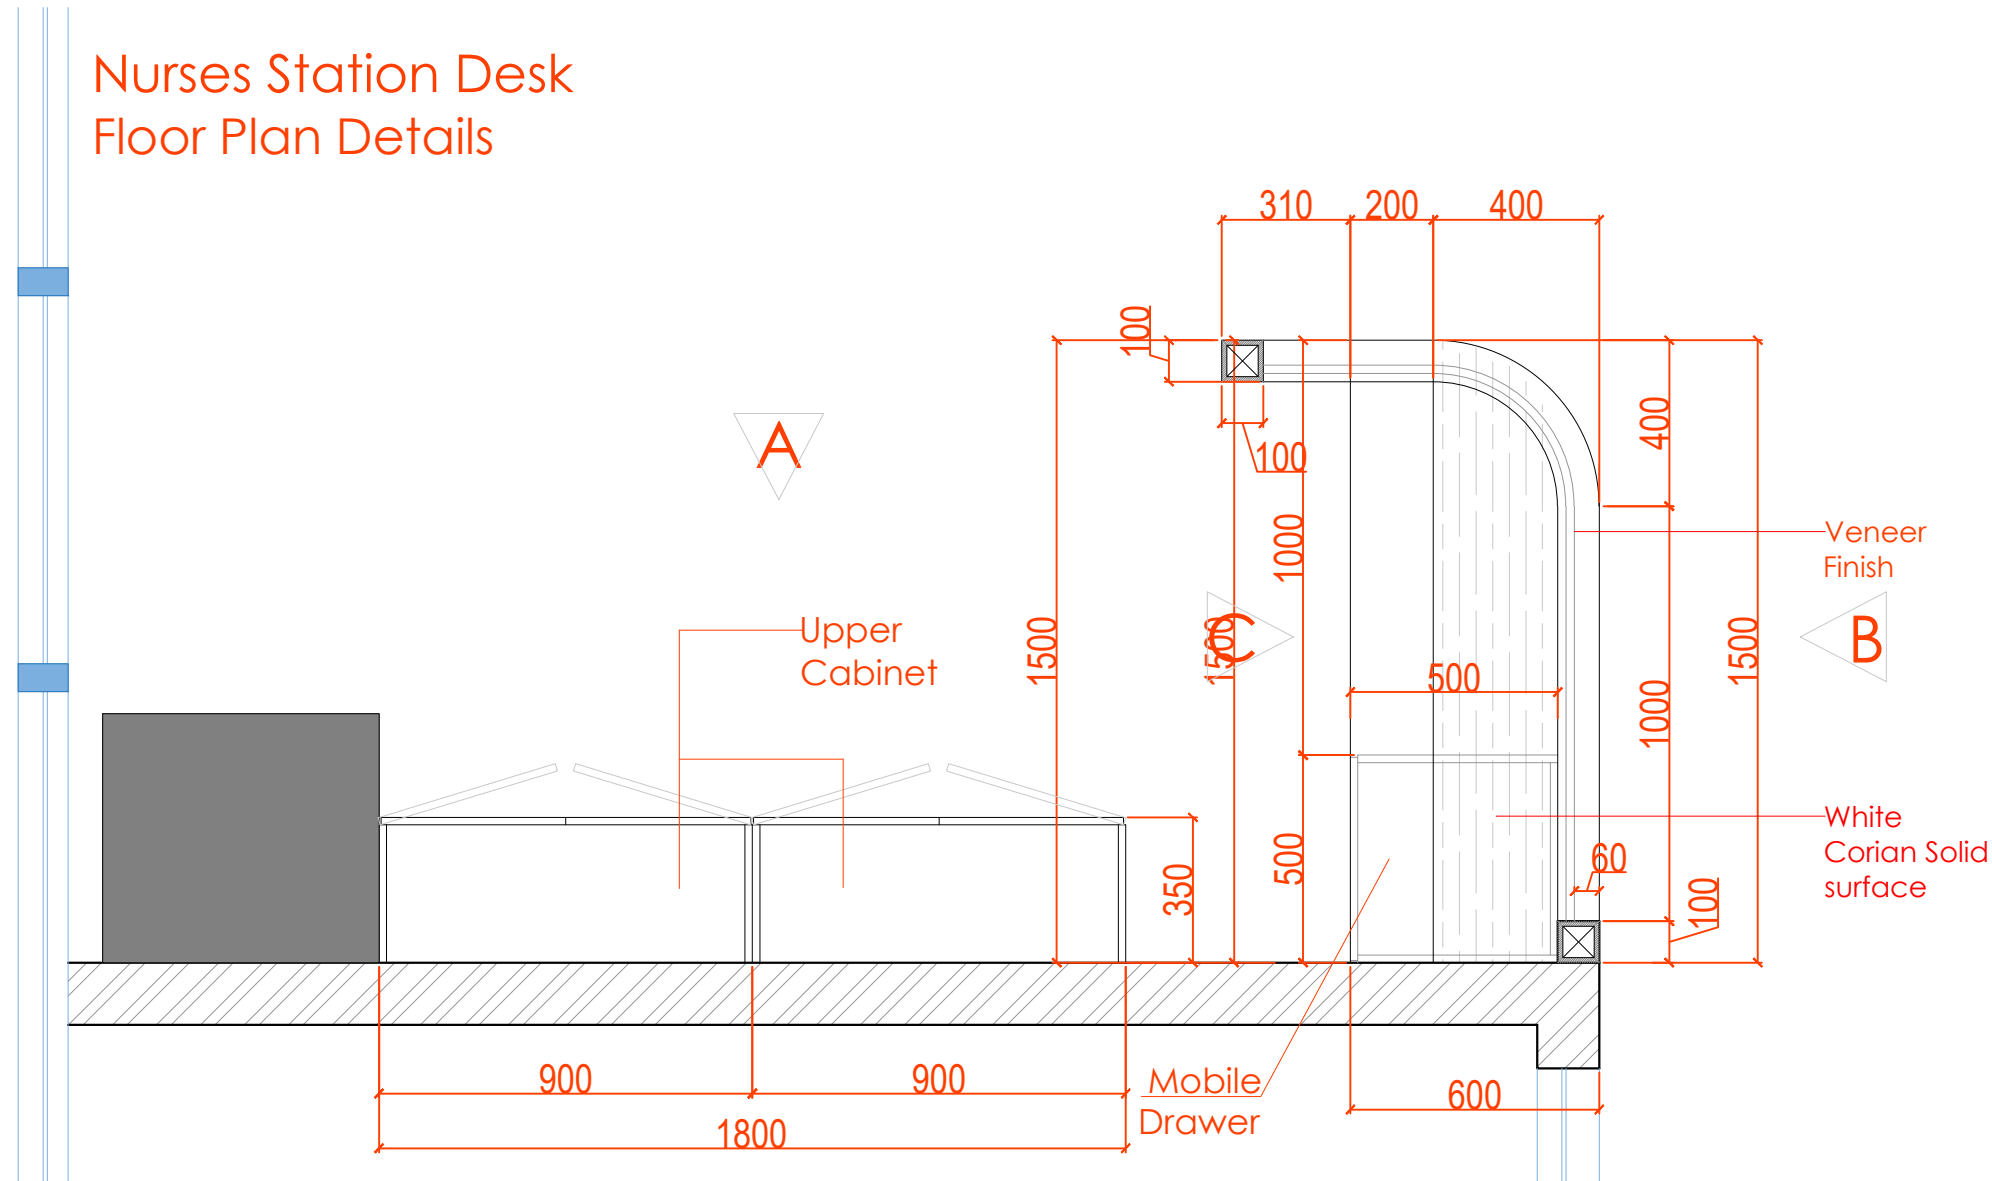 Nurses Station Desk
Floor Plan Details
310 200 400
100
100
A
400
1000
Veneer
Finish
Upper
Cabinet
1500
1500
C
1500
B
500
1000
White
Corian Solid
surface
350
500
60
100
900 900
1800
Mobile
Drawer
600